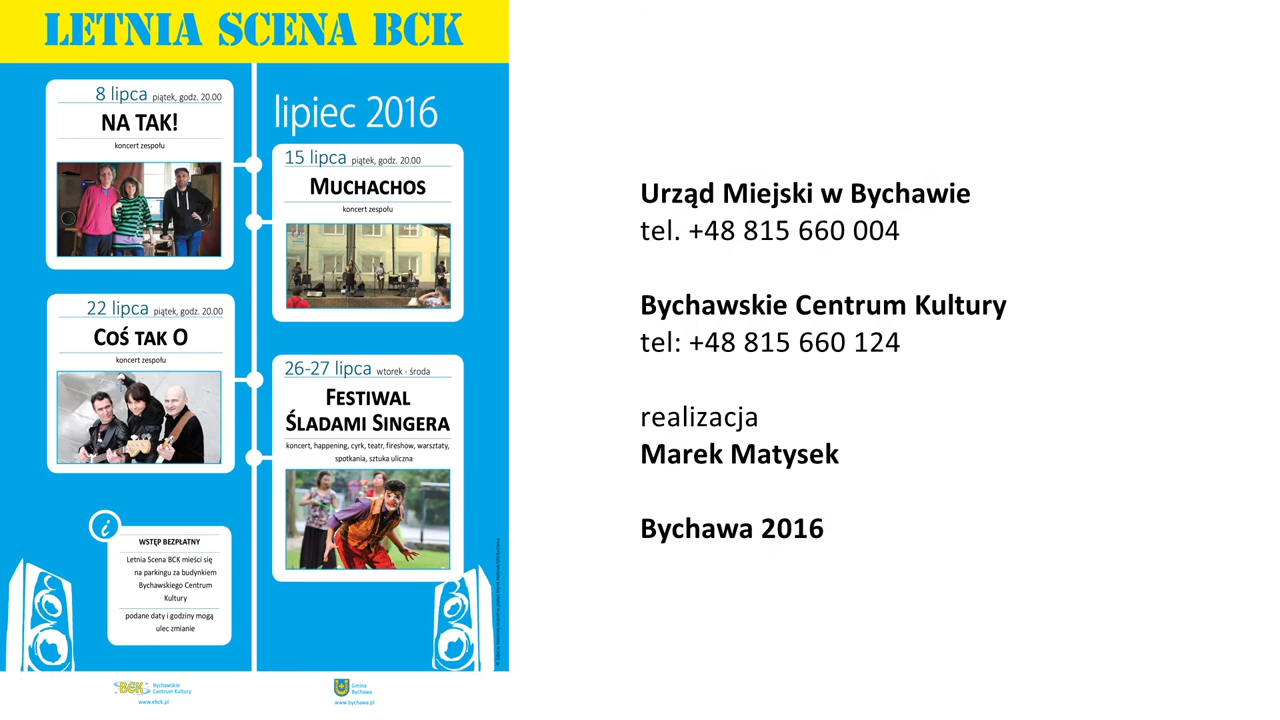 LETNIA SCENA BCK
lipiec 2016
8 lipca piątek, godz. 20.00
NA TAK!
koncert zespołu
15 lipca piątek, godz. 20.00
MUCHACHOS
koncert zespołu
22 lipca piątek, godz. 20.00
COŚ TAK O
koncert zespołu
26-27 lipca wtorek - środa
FESTIWAL
ŚLADAMI SINGERA
koncert, happening, cyrk, teatr, fireshow, warsztaty,
spotkania, sztuka uliczna
i
WSTĘP BEZPŁATNY
Letnia Scena BCK mieści się
na parkingu za budynkiem
Bychawskiego Centrum
Kultury
podane daty i godziny mogą
ulec zmianie
BCK
Bychawskie
Centrum Kultury
www.ebck.pl
Gmina
Bychawa
www.bychawa.pl
Urząd Miejski w Bychawie
tel. +48 815 660 004
Bychawskie Centrum Kultury
tel: +48 815 660 124
realizacja
Marek Matysek
Bychawa 2016